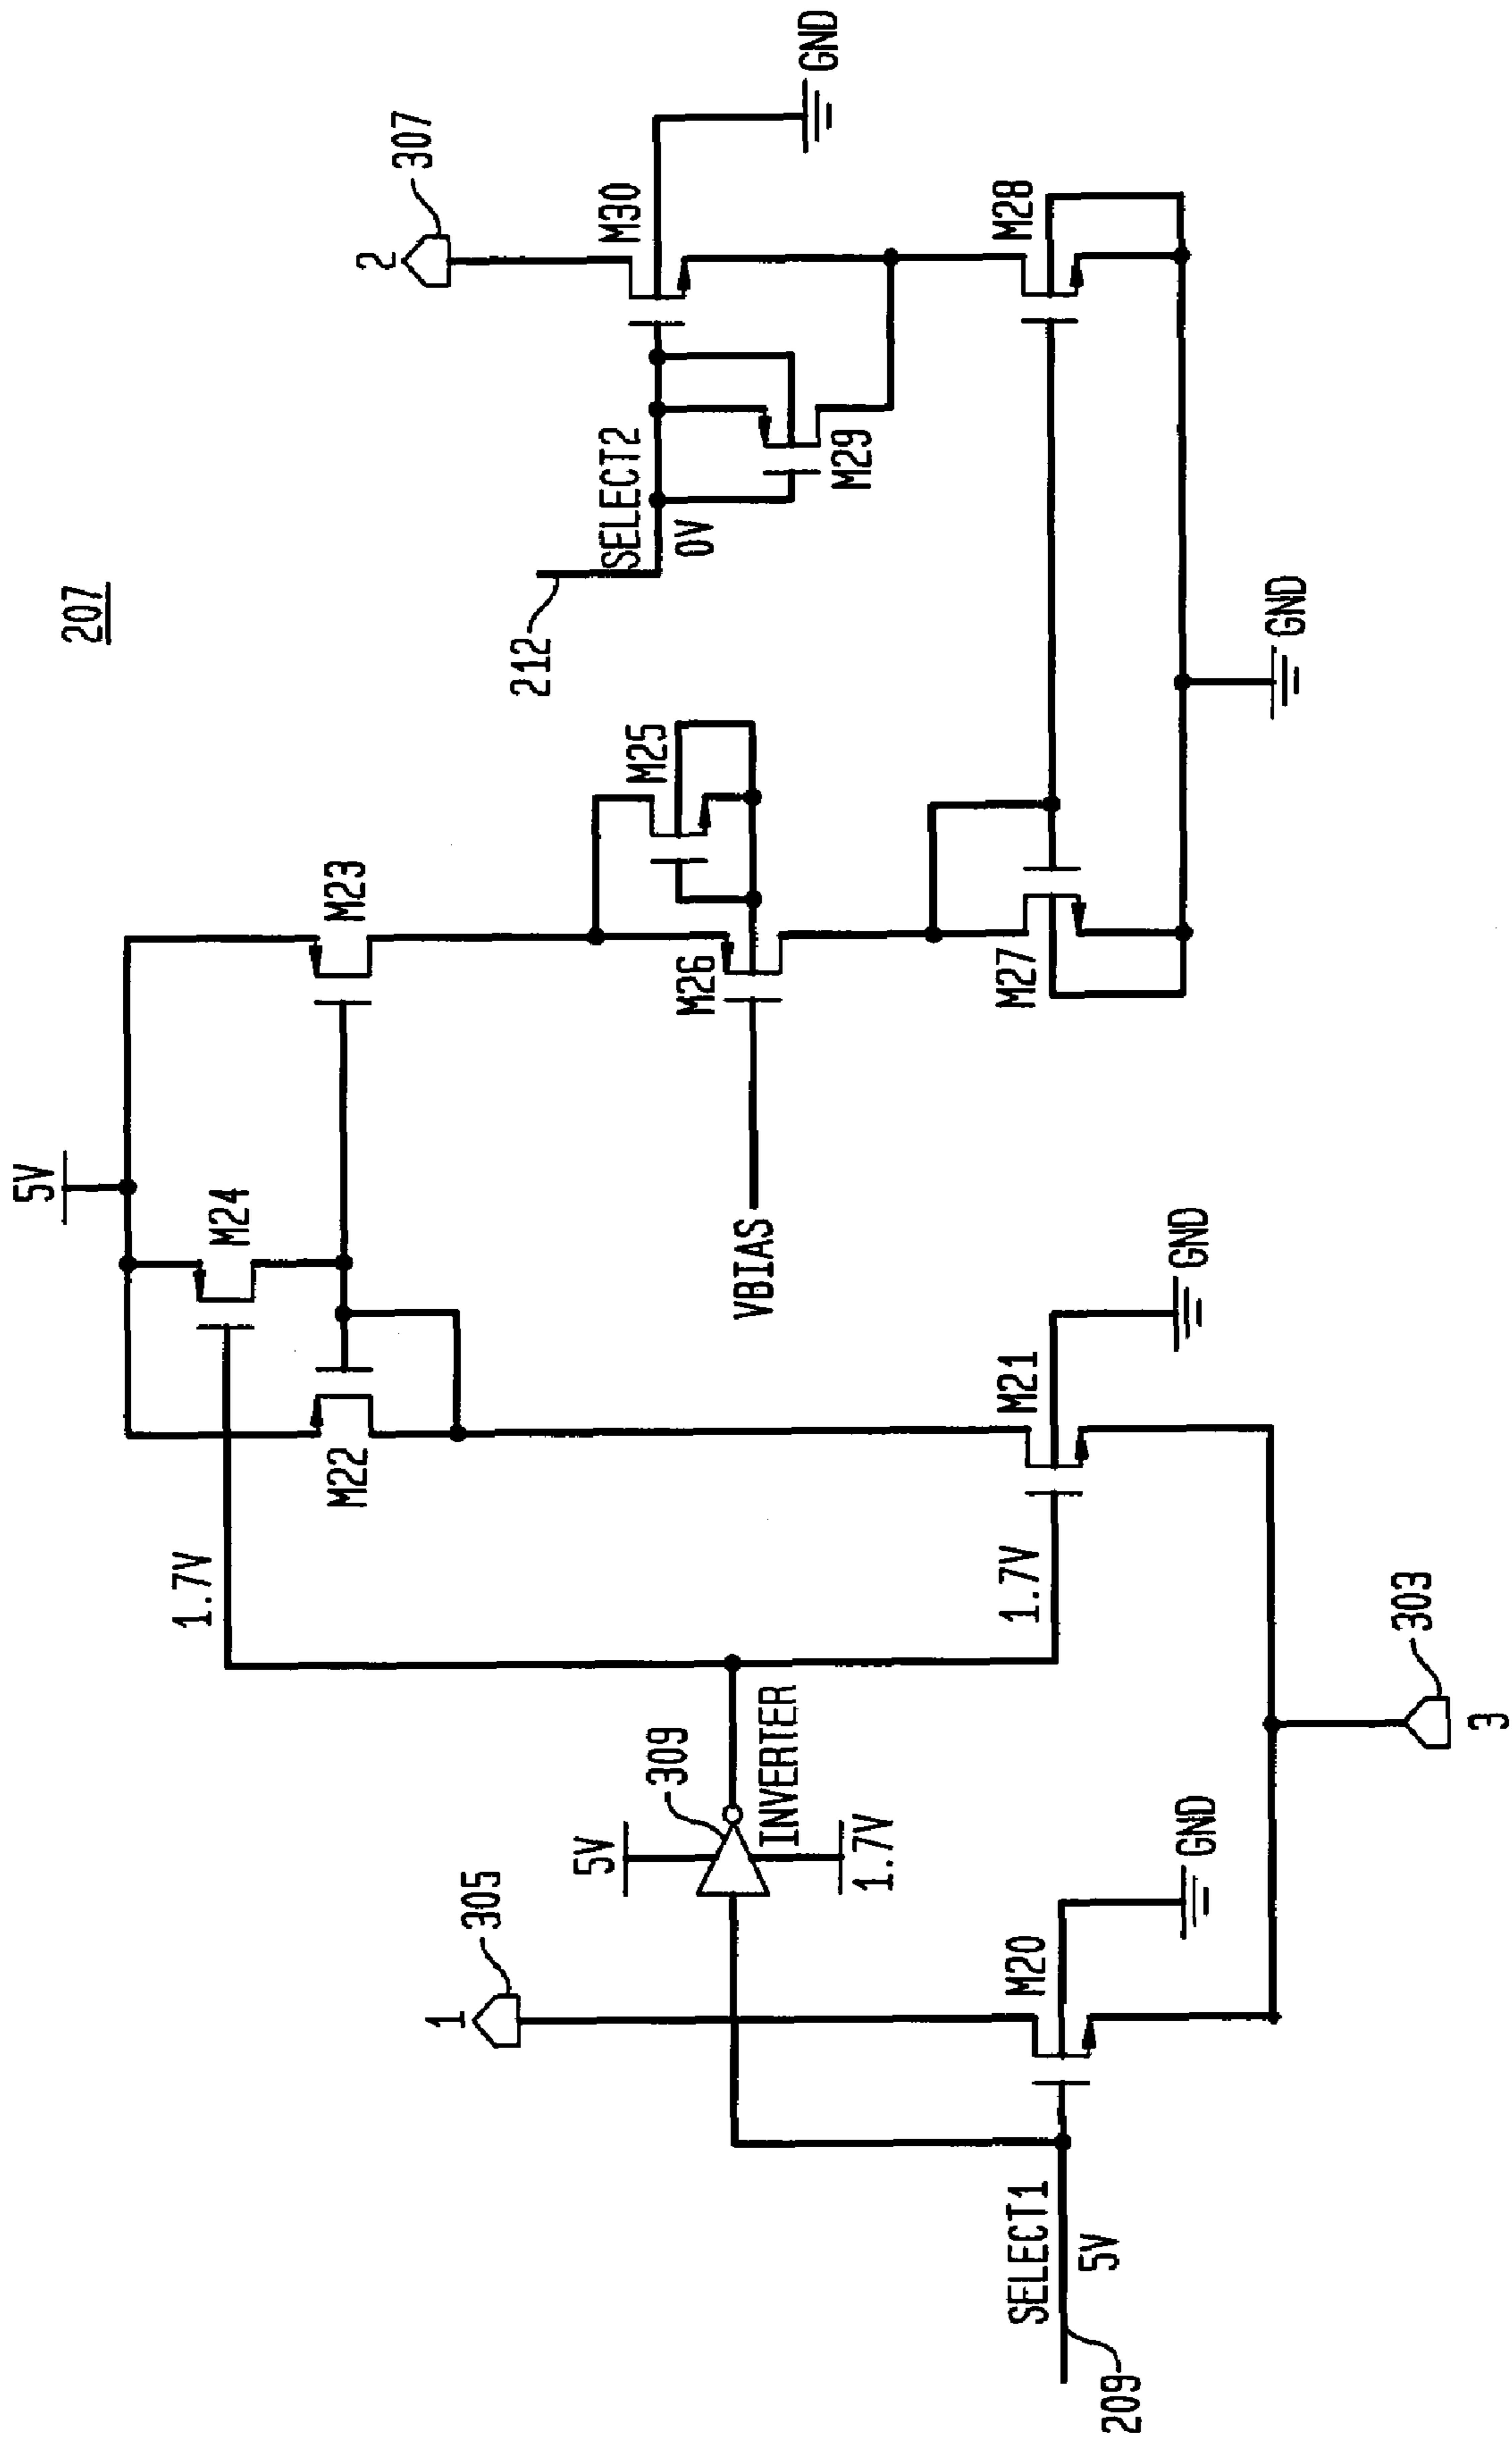 207
5V
M24
M23
M22
1.7V
1
305
5V
309
INVERTER
1.7V
VBIAS
M26
M25
212
SELECT2
0V
M29
M30
2
307
GND
SELECT1
5V
209
M20
GND
1.7V
M21
GND
M27
M28
GND
303
3